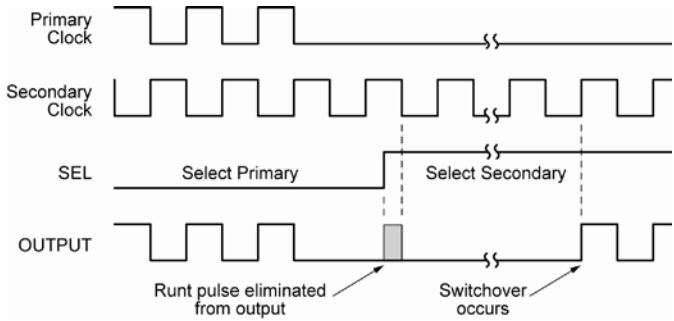 Primary
Clock
Secondary
Clock
SEL
Select Primary
Select Secondary
OUTPUT
Runt pulse eliminated
from output
Switchover
occurs